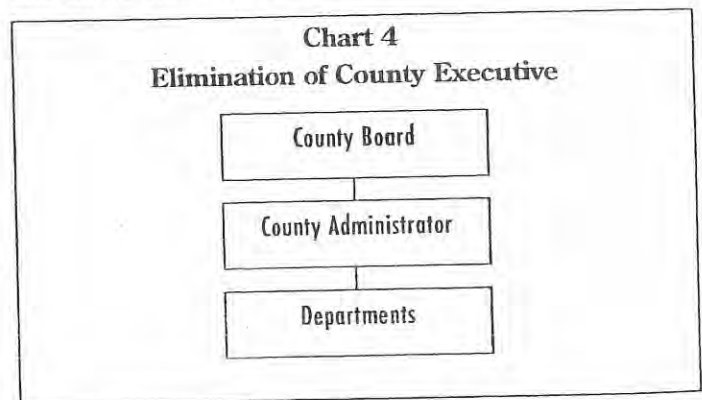 Chart 4
Elimination of County Executive
County Board
County Administrator
Departments